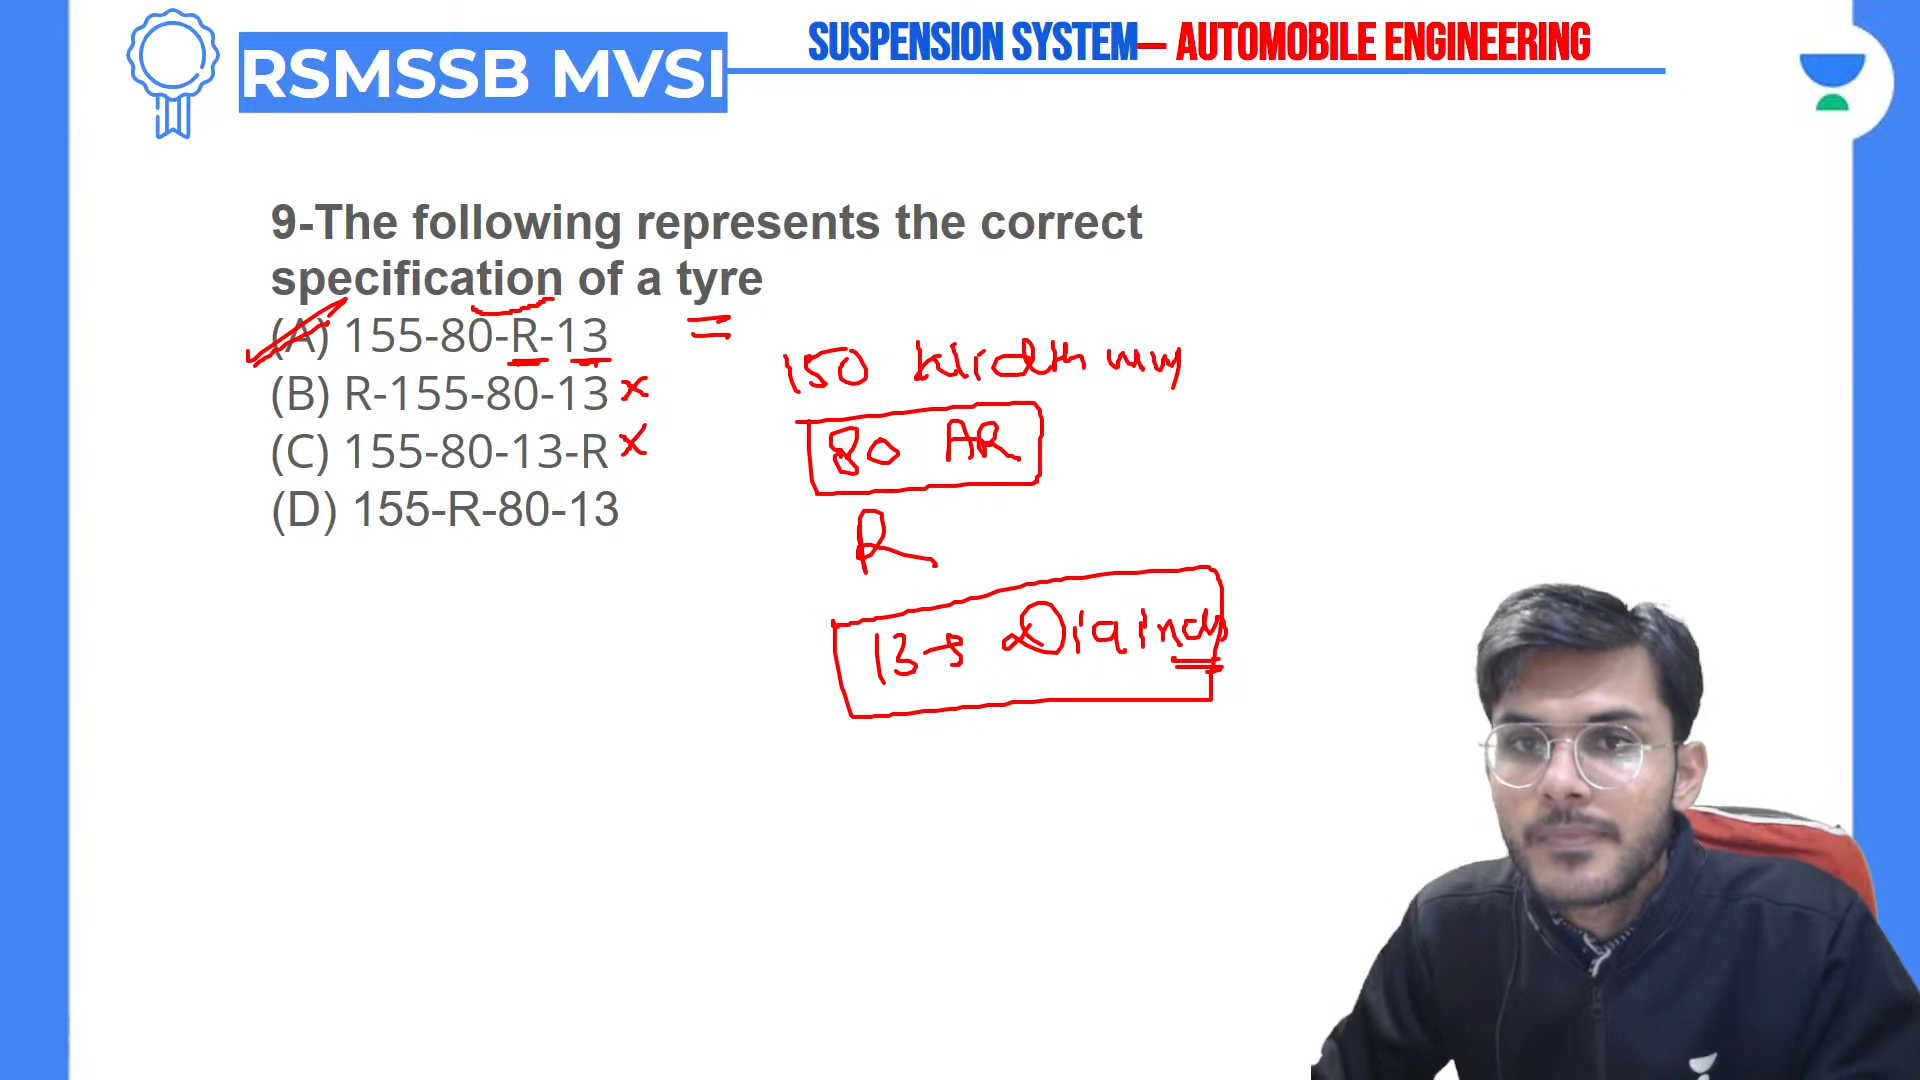 RSMSSB MVSI
SUSPENSION SYSTEM– AUTOMOBILE ENGINEERING
9-The following represents the correct
specification of a tyre
(A) 155-80-R-13
(B) R-155-80-13 x
(C) 155-80-13-R x
(D) 155-R-80-13
150 Width mm
80 AR
R
13→ Dia inch